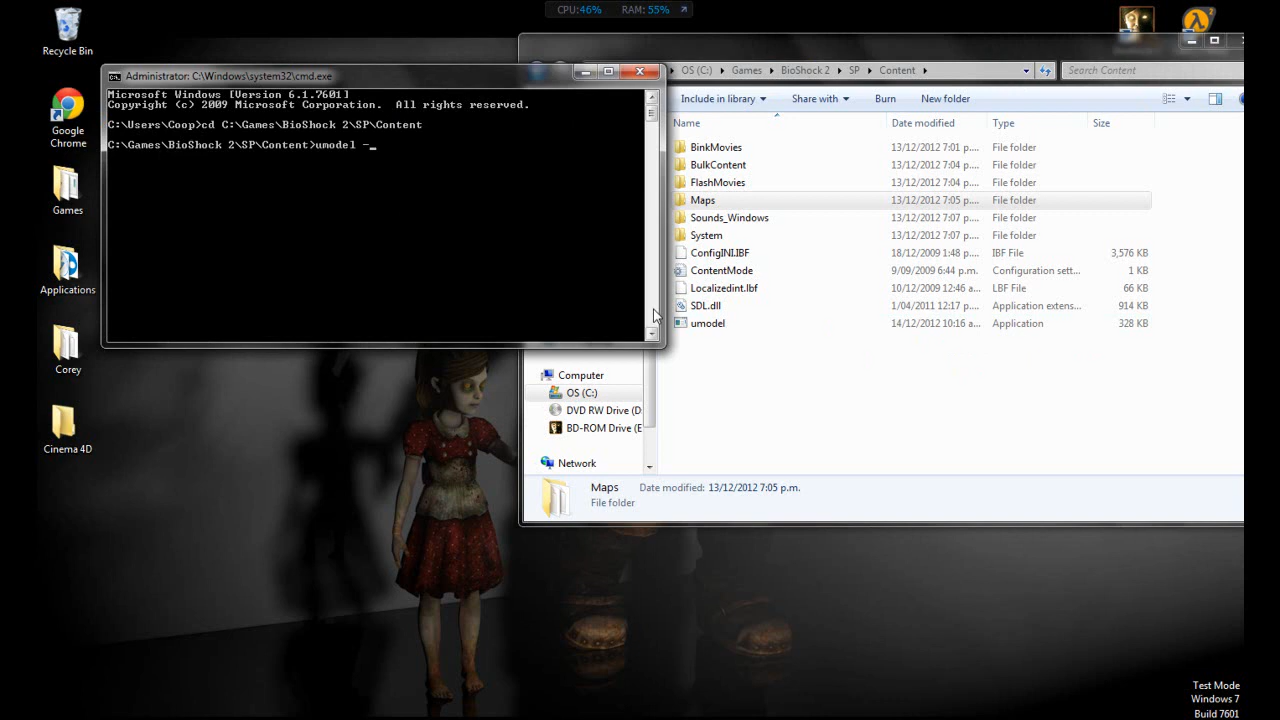 CPU:46% RAM: 55%
Recycle Bin
Google Chrome
Games
Applications
Corey
Cinema 4D
Administrator: C:\Windows\system32\cmd.exe
Microsoft Windows [Version 6.1.7601]
Copyright (c) 2009 Microsoft Corporation. All rights reserved.
C:\Users\Coop>cd C:\Games\BioShock 2\SP\Content
C:\Games\BioShock 2\SP\Content>umodel -_
OS (C:) Games BioShock 2 SP Content Search Content
Include in library Share with Burn New folder
Name Date modified Type Size
BinkMovies 13/12/2012 7:01 p.... File folder
BulkContent 13/12/2012 7:04 p.... File folder
FlashMovies 13/12/2012 7:04 p.... File folder
Maps 13/12/2012 7:05 p.... File folder
Sounds_Windows 13/12/2012 7:07 p.... File folder
System 13/12/2012 7:07 p.... File folder
ConfigINI.IBF 18/12/2009 1:48 p.... IBF File 3,576 KB
ContentMode 9/09/2009 6:44 p.m. Configuration sett... 1 KB
Localizedint.lbf 10/12/2009 12:46 a... LBF File 66 KB
SDL.dll 1/04/2011 12:17 p.... Application extens... 914 KB
umodel 14/12/2012 10:16 a... Application 328 KB
Computer
OS (C:)
DVD RW Drive (D
BD-ROM Drive (E
Network
Maps Date modified: 13/12/2012 7:05 p.m.
File folder
Test Mode
Windows 7
Build 7601